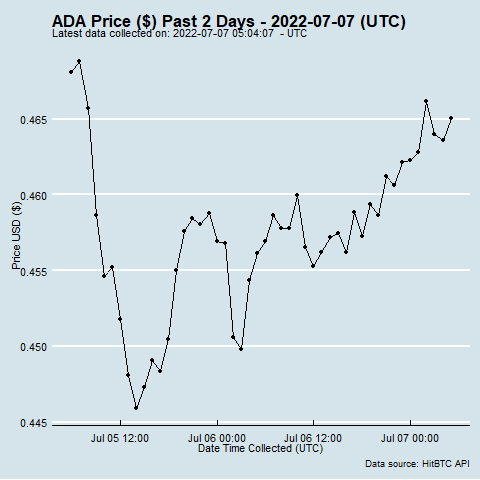 ADA Price ($) Past 2 Days - 2022-07-07 (UTC)
Latest data collected on: 2022-07-07 05:04:07 - UTC
0.465
0.460
0.455
0.450
0.445
Price USD ($)
Jul 05 12:00
Jul 06 00:00
Jul 06 12:00
Jul 07 00:00
Date Time Collected (UTC)
Data source: HitBTC API